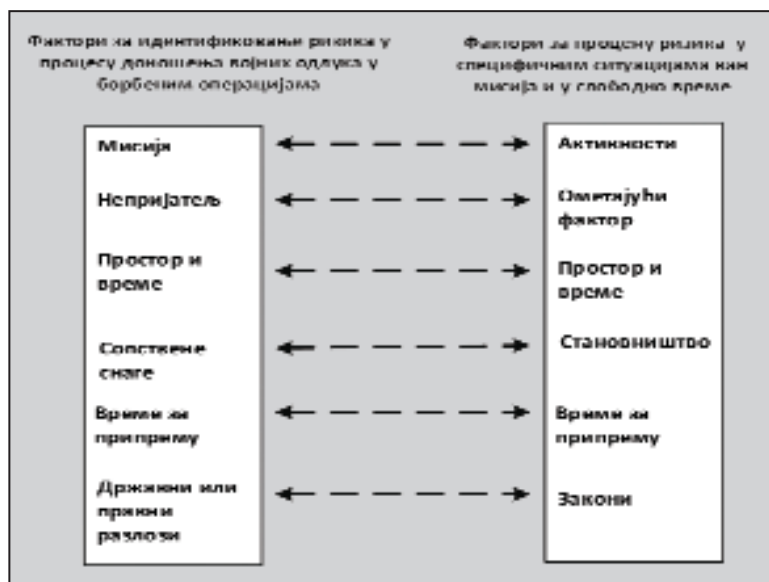 Фактори за идентификовање ризика у
процесу доношења војних одлука у
борбеним операцијама
Фактори за процену ризика у
специфичним ситуацијама ван
мисија и у слободно време
Мисија
Непријатељ
Простор и
време
Сопствене
снаге
Време за
припрему
Државни или
правни
разлози
Активности
Ометајући
фактор
Простор и
време
Становништво
Време за
припрему
Закони